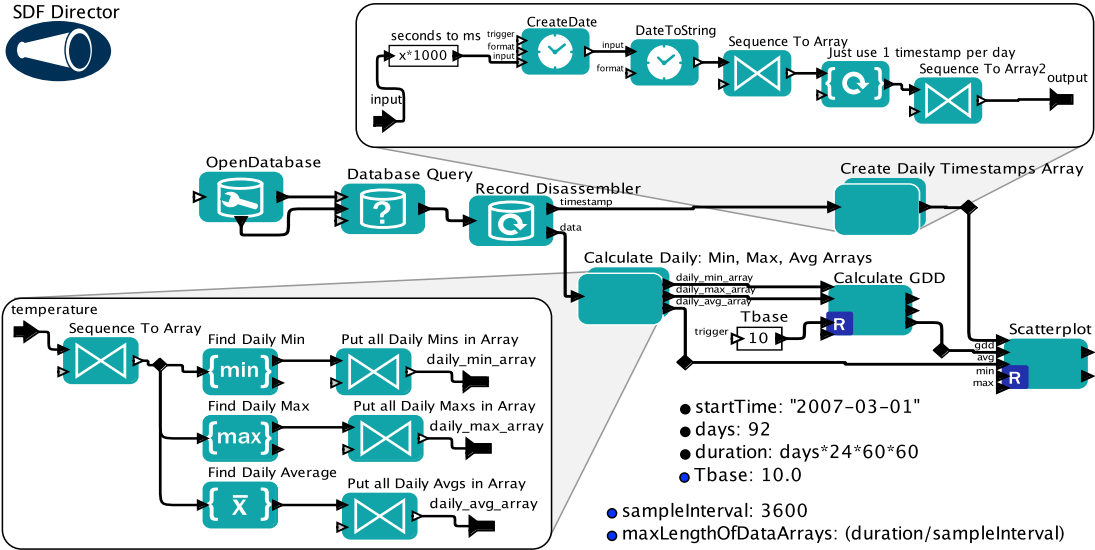 SDF Director
seconds to ms
x*1000
input
CreateDate
trigger
format
input
DateToString
input
format
Sequence To Array
Just use 1 timestamp per day
Sequence To Array2
output
OpenDatabase
Database Query
?
Record Disassembler
timestamp
data
Create Daily Timestamps Array
Calculate Daily: Min, Max, Avg Arrays
daily_min_array
daily_max_array
daily_avg_array
Calculate GDD
R
Tbase
trigger
10
Scatterplot
gdd
avg
min
max
R
temperature
Sequence To Array
Find Daily Min
{min}
Put all Daily Mins in Array
daily_min_array
Find Daily Max
{max}
Put all Daily Maxs in Array
daily_max_array
Find Daily Average
{x̄}
Put all Daily Avgs in Array
daily_avg_array
startTime: "2007-03-01"
days: 92
duration: days*24*60*60
Tbase: 10.0
sampleInterval: 3600
maxLengthOfDataArrays: (duration/sampleInterval)